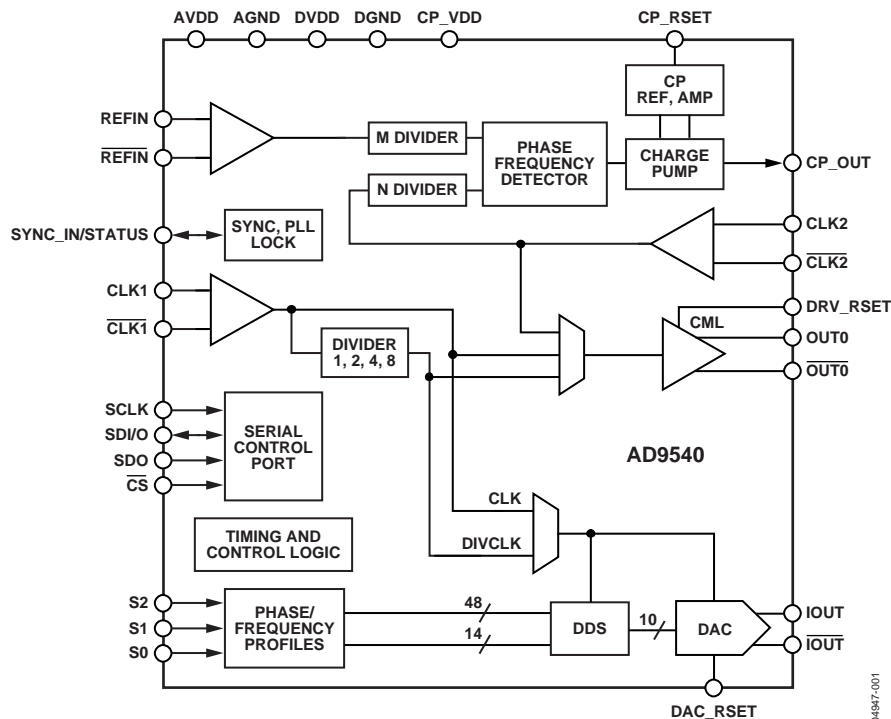 AVDD AGND DVDD DGND CP_VDD CP_RSET
CP
REF, AMP
REFIN
REFIN
M DIVIDER
N DIVIDER
PHASE
FREQUENCY
DETECTOR
CHARGE
PUMP
CP_OUT
SYNC_IN/STATUS
SYNC, PLL
LOCK
CLK2
CLK2
CLK1
CLK1
DIVIDER
1, 2, 4, 8
CML
DRV_RSET
OUT0
OUT0
SCLK
SDI/O
SDO
CS
SERIAL
CONTROL
PORT
AD9540
CLK
DIVCLK
TIMING AND
CONTROL LOGIC
S2
S1
S0
PHASE/
FREQUENCY
PROFILES
48
14
DDS
10
DAC
IOUT
IOUT
DAC_RSET
04947-001